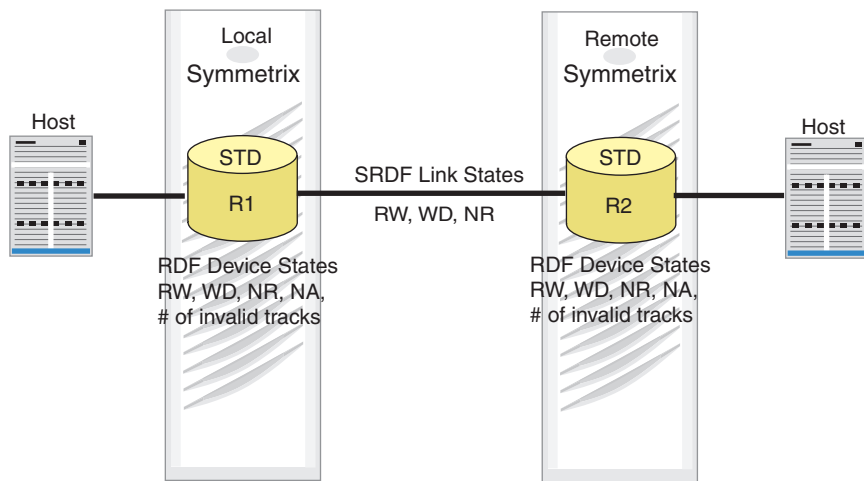 Local
Symmetrix
Remote
Symmetrix
Host
Host
STD
R1
SRDF Link States
RW, WD, NR
STD
R2
RDF Device States
RW, WD, NR, NA,
# of invalid tracks
RDF Device States
RW, WD, NR, NA,
# of invalid tracks